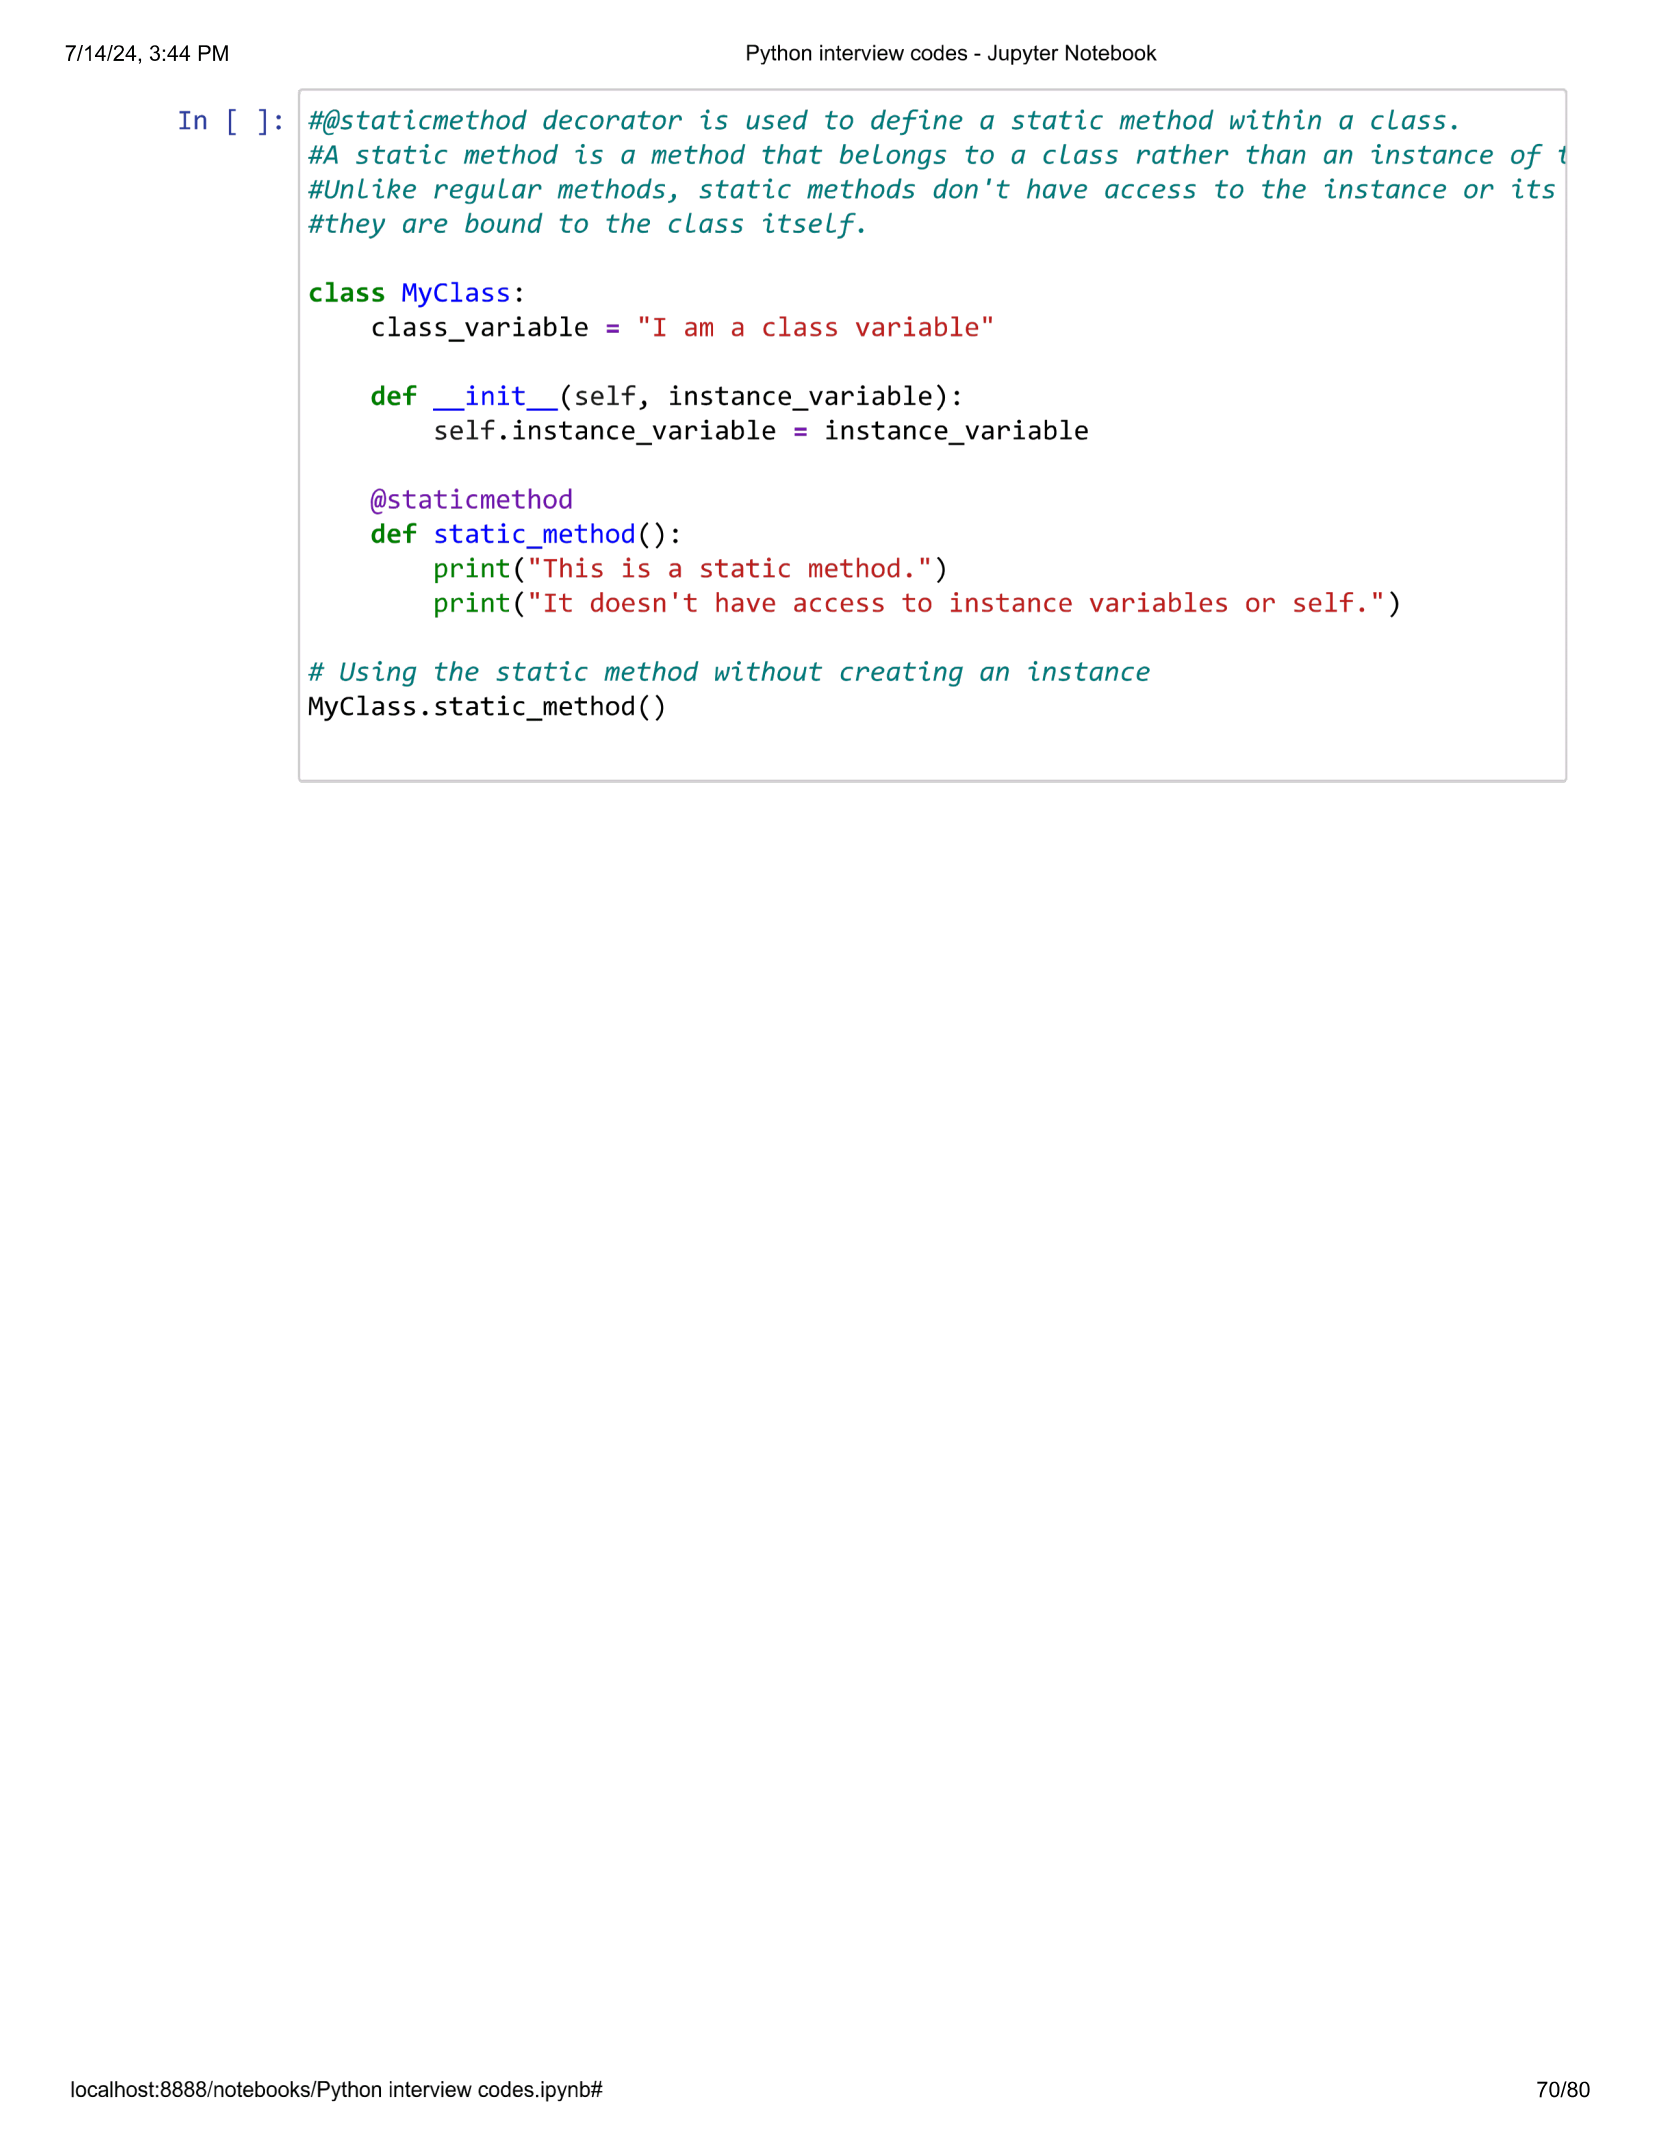 7/14/24, 3:44 PM
Python interview codes - Jupyter Notebook
In [ ]:
#@staticmethod decorator is used to define a static method within a class.
#A static method is a method that belongs to a class rather than an instance of
#Unlike regular methods, static methods don't have access to the instance or its
#they are bound to the class itself.
class MyClass:
    class_variable = "I am a class variable"
    def __init__(self, instance_variable):
        self.instance_variable = instance_variable
    @staticmethod
    def static_method():
        print("This is a static method.")
        print("It doesn't have access to instance variables or self.")
# Using the static method without creating an instance
MyClass.static_method()
localhost:8888/notebooks/Python interview codes.ipynb#
70/80